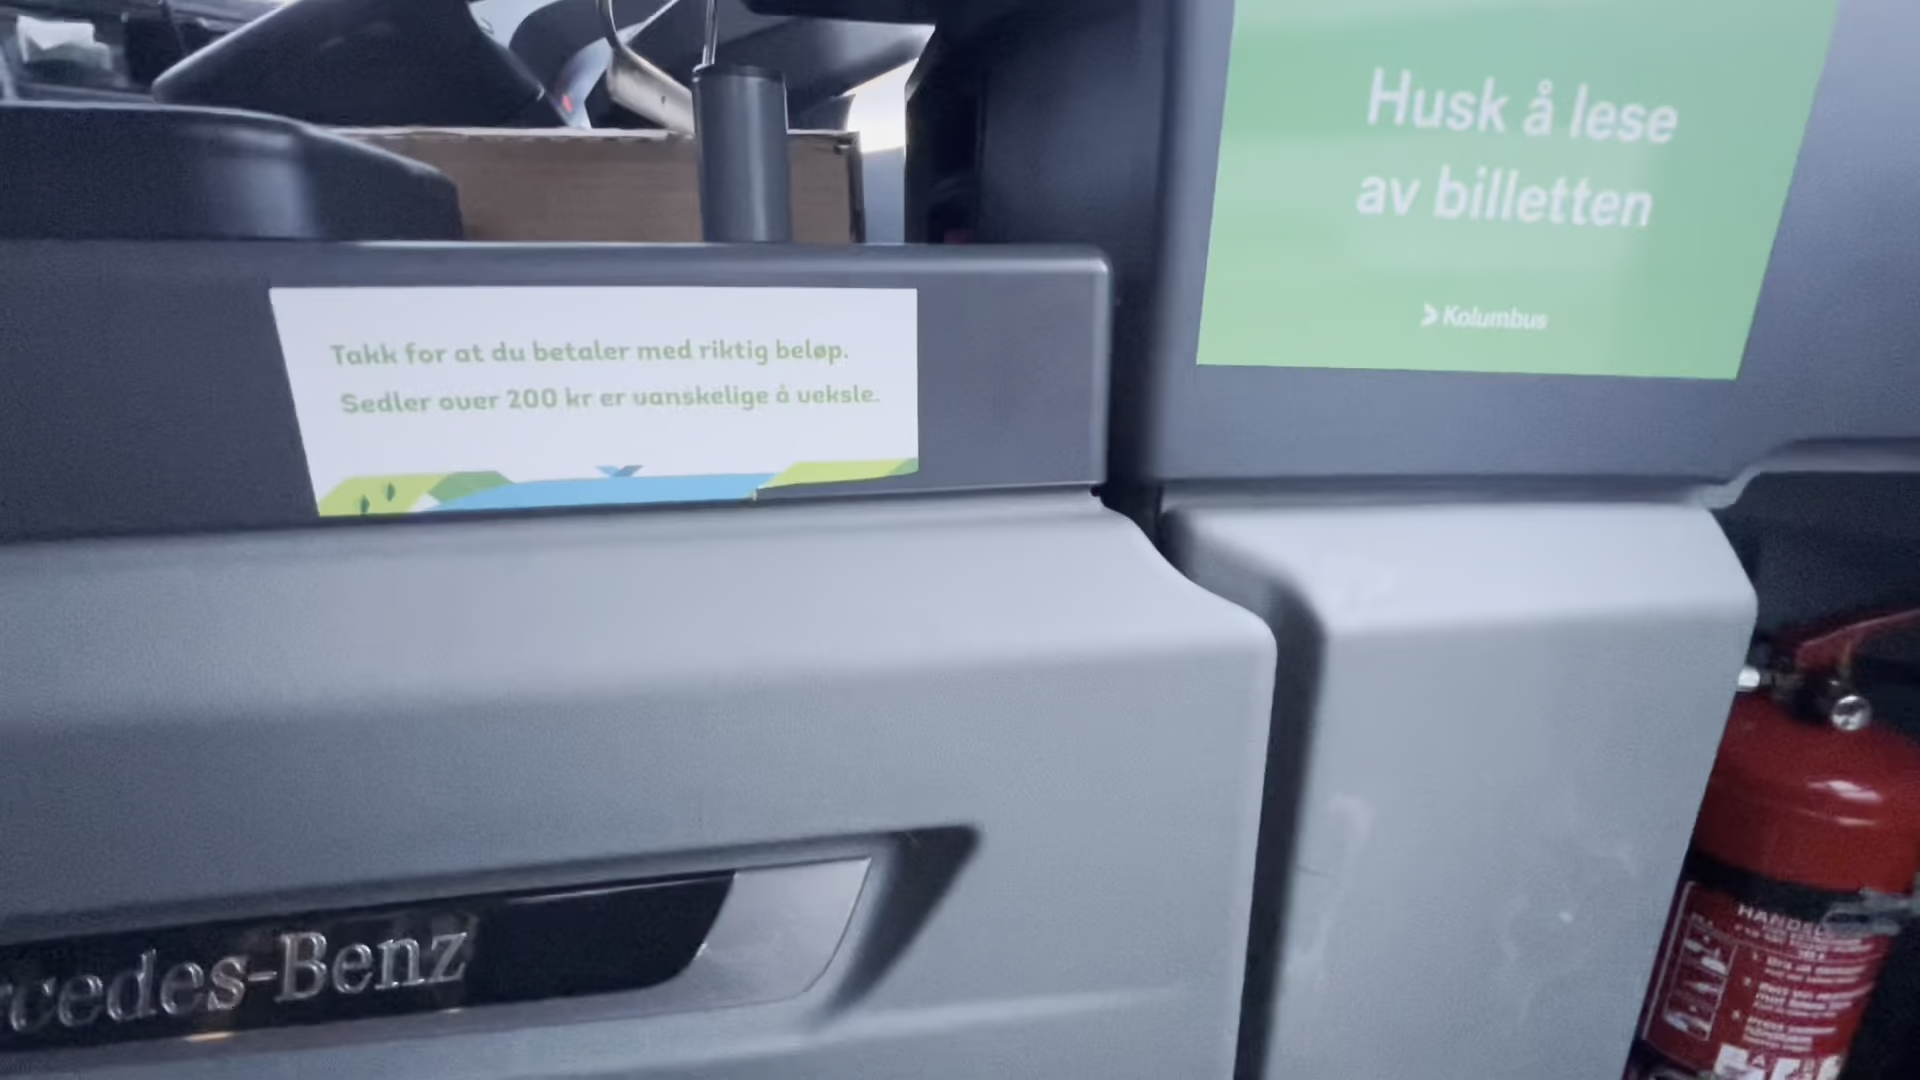 Husk å lese
av billetten
Kolumbus
Takk for at du betaler med riktig beløp.
Sedler over 200 kr er vanskelige å veksle.
rcedes-Benz